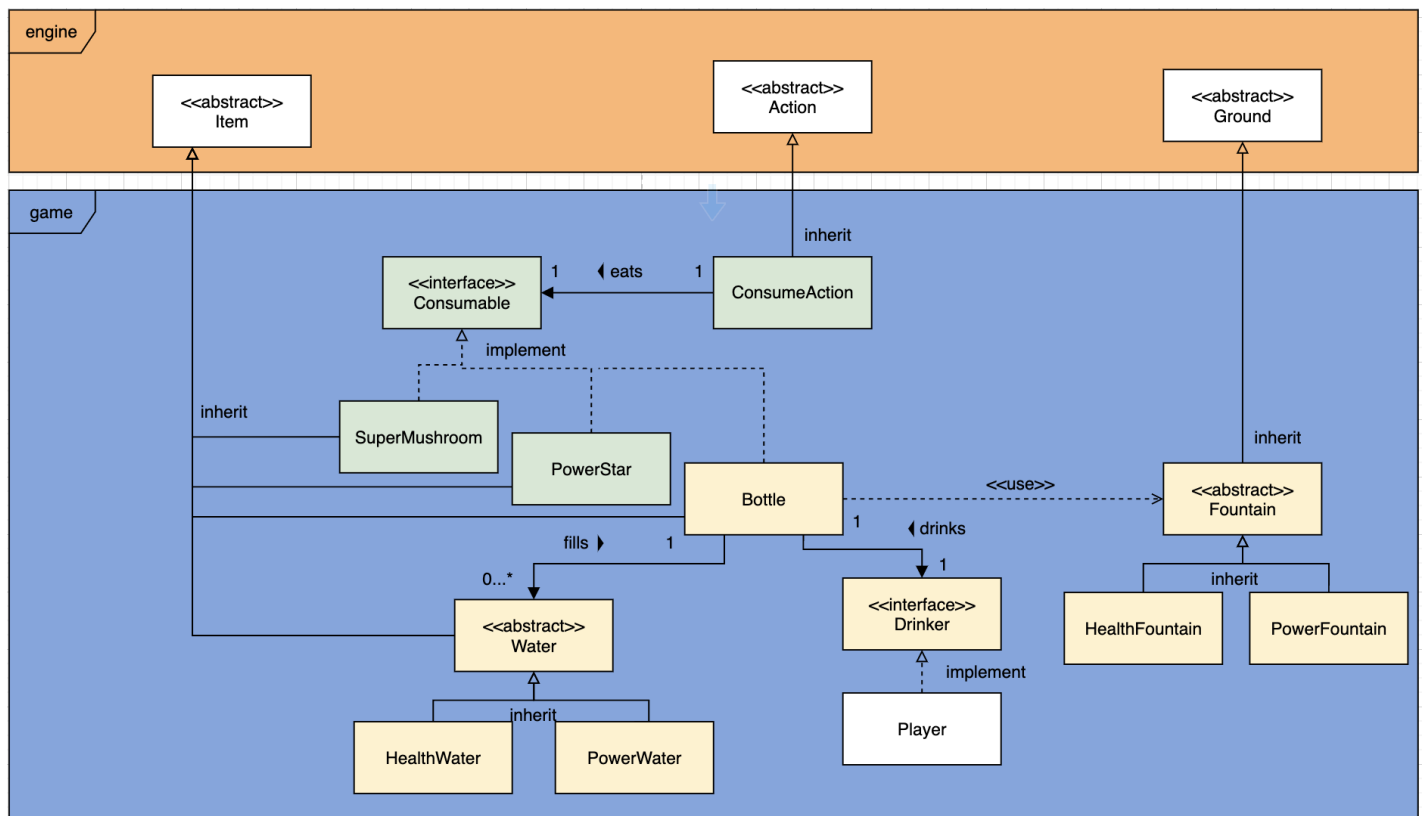 engine
<<abstract>>
Item
<<abstract>>
Action
<<abstract>>
Ground
game
inherit
<<interface>>
Consumable
1
eats
1
ConsumeAction
implement
inherit
SuperMushroom
PowerStar
Bottle
<<use>>
inherit
<<abstract>>
Fountain
fills
1
1
drinks
0...*
1
<<abstract>>
Water
<<interface>>
Drinker
inherit
HealthFountain
PowerFountain
implement
inherit
Player
HealthWater
PowerWater